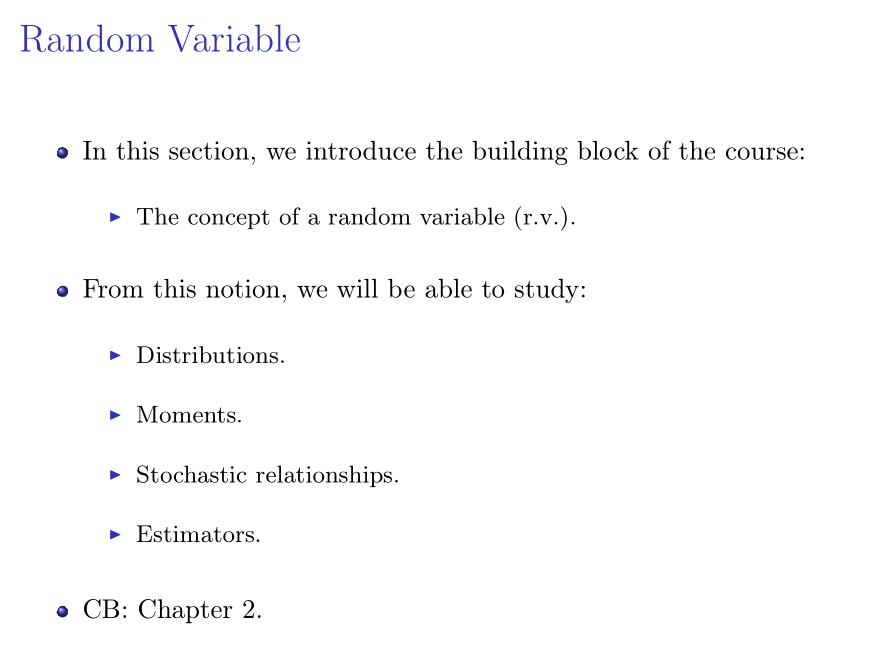 Random Variable
In this section, we introduce the building block of the course:
The concept of a random variable (r.v.).
From this notion, we will be able to study:
Distributions.
Moments.
Stochastic relationships.
Estimators.
CB: Chapter 2.